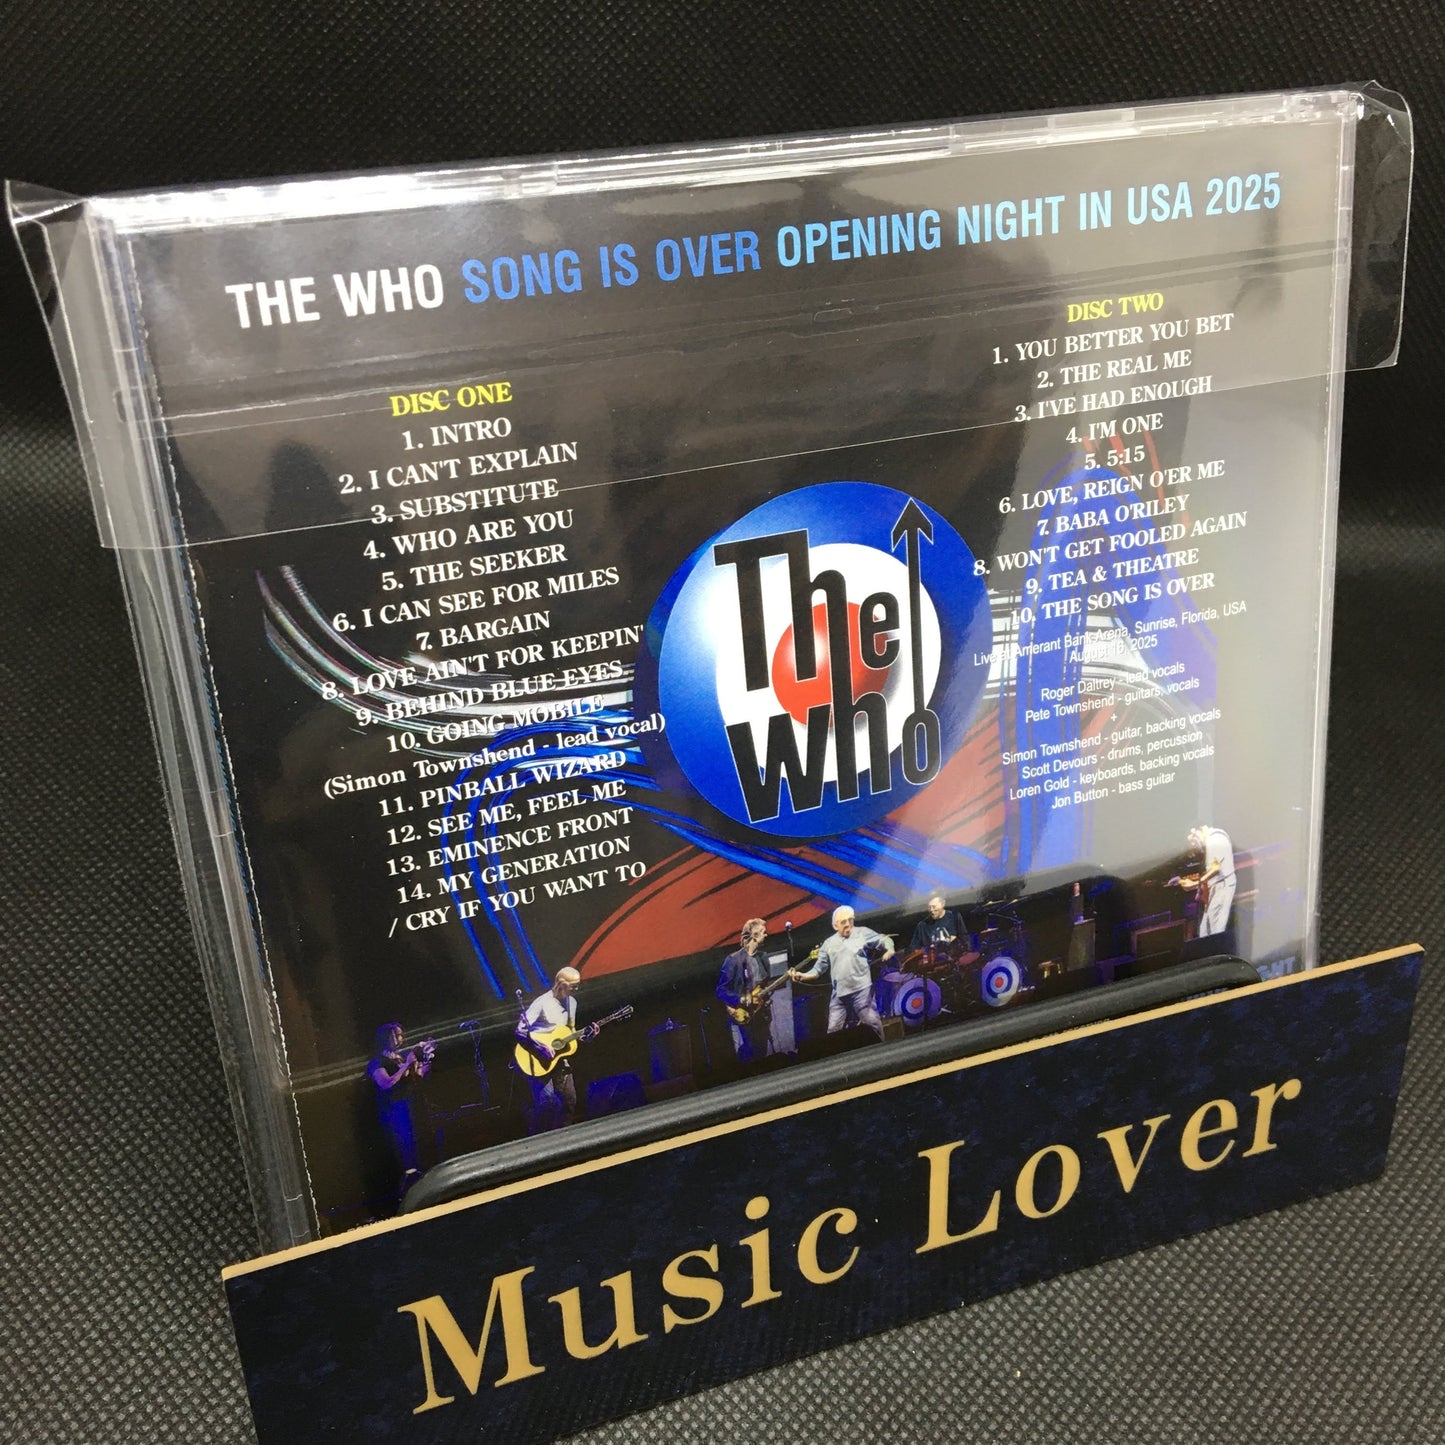 THE WHO SONG IS OVER OPENING NIGHT IN USA 2025
DISC ONE
1. INTRO
2. I CAN'T EXPLAIN
3. SUBSTITUTE
4. WHO ARE YOU
5. THE SEEKER
6. I CAN SEE FOR MILES
7. BARGAIN
8. LOVE AIN'T FOR KEEPIN'
9. BEHIND BLUE EYES
10. GOING MOBILE
(Simon Townshend - lead vocal)
11. PINBALL WIZARD
12. SEE ME, FEEL ME
13. EMINENCE FRONT
14. MY GENERATION
/ CRY IF YOU WANT TO
The Who
DISC TWO
1. YOU BETTER YOU BET
2. THE REAL ME
3. I'VE HAD ENOUGH
4. I'M ONE
5. 5:15
6. LOVE, REIGN O'ER ME
7. BABA O'RILEY
8. WON'T GET FOOLED AGAIN
9. TEA & THEATRE
10. THE SONG IS OVER
Live at Amerant Bank Arena, Sunrise, Florida, USA
August 16, 2025
Roger Daltrey - lead vocals
Pete Townshend - guitars, vocals
+
Simon Townshend - guitar, backing vocals
Scott Devours - drums, percussion
Loren Gold - keyboards, backing vocals
Jon Button - bass guitar
Music Lover